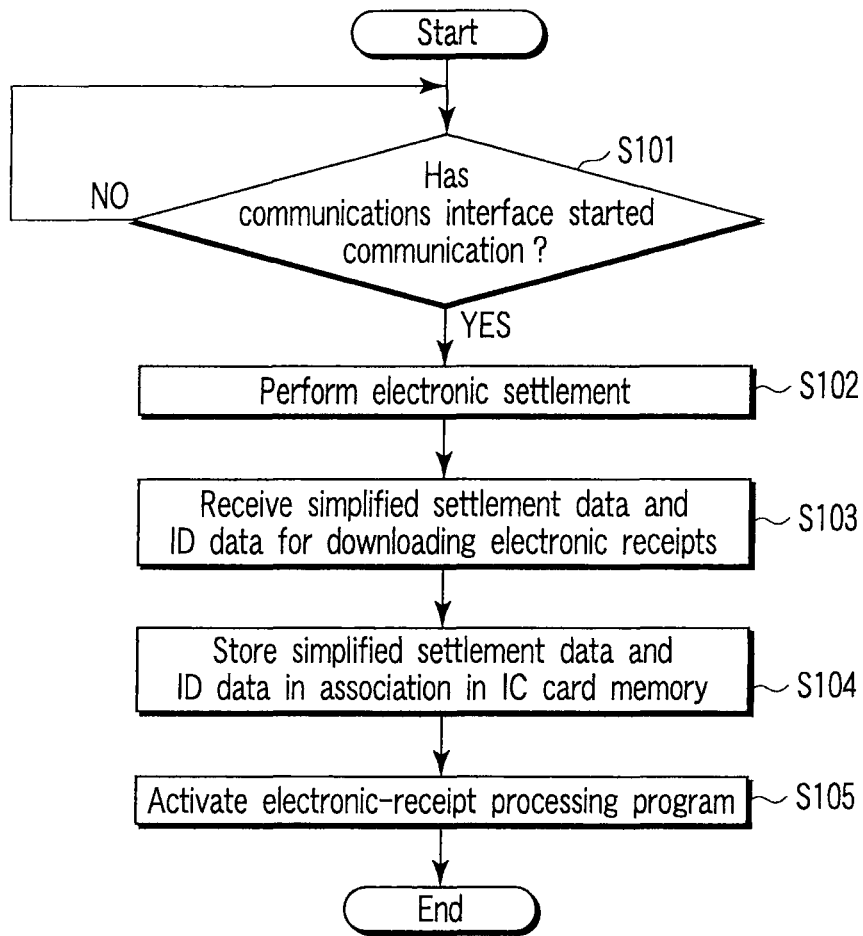 Start
S101
Has
communications interface started
communication ?
NO
YES
Perform electronic settlement
S102
Receive simplified settlement data and
ID data for downloading electronic receipts
S103
Store simplified settlement data and
ID data in association in IC card memory
S104
Activate electronic-receipt processing program
S105
End